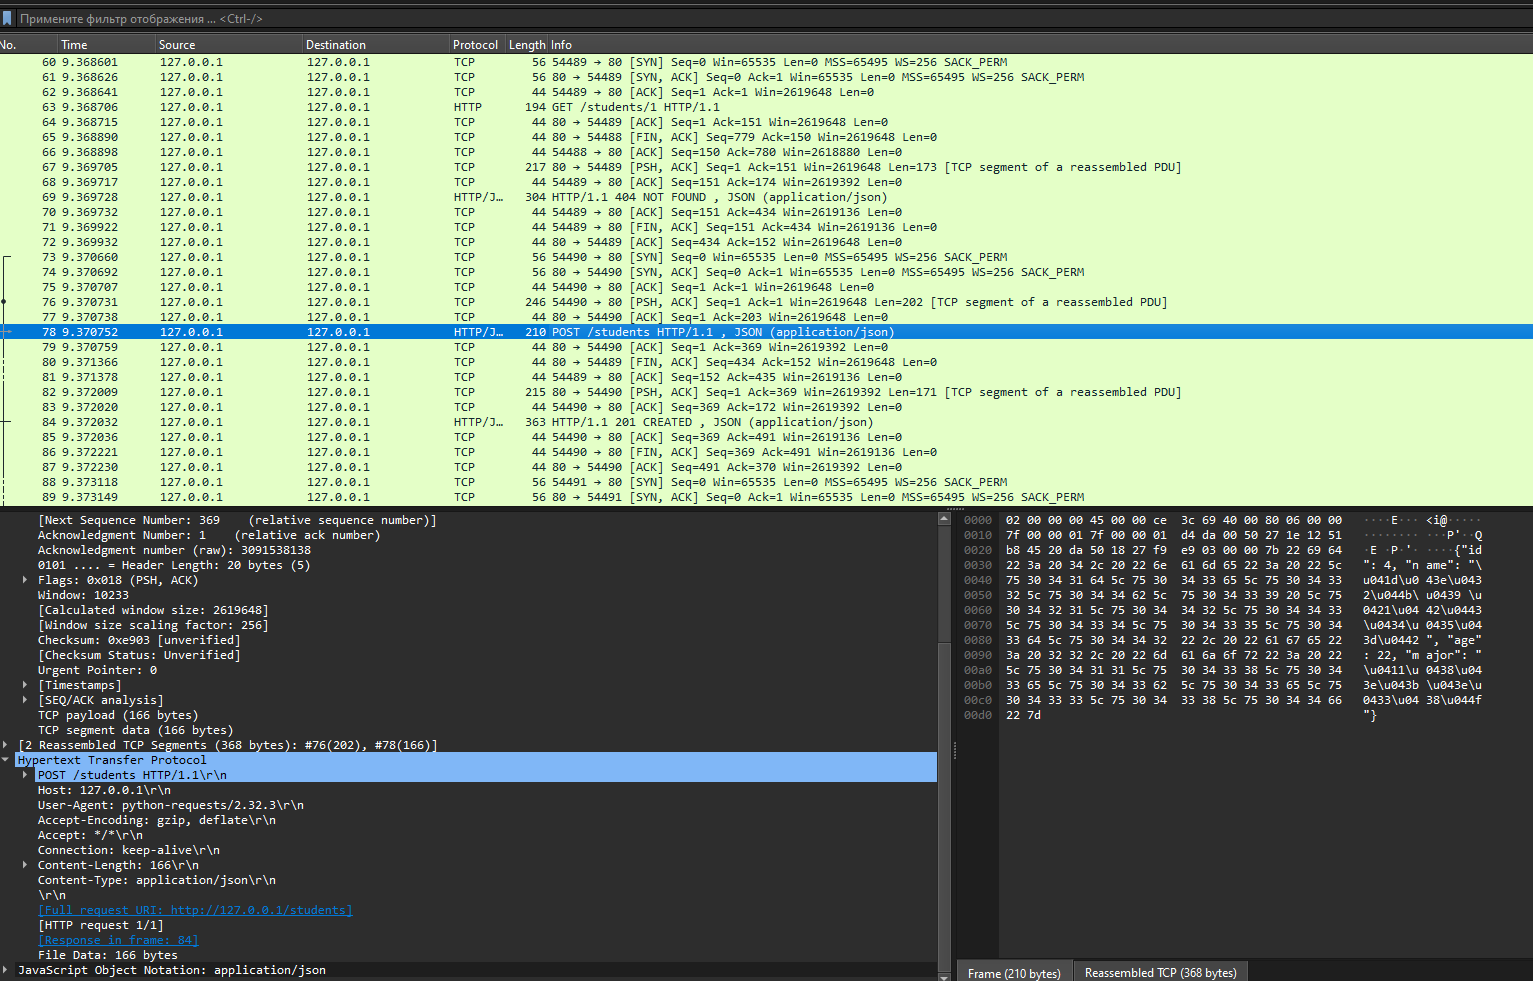 Примените фильтр отображения ... <Ctrl-/>
No. Time Source Destination Protocol Length Info
60 9.368601 127.0.0.1 127.0.0.1 TCP 56 54489 → 80 [SYN] Seq=0 Win=65535 Len=0 MSS=65495 WS=256 SACK_PERM
61 9.368626 127.0.0.1 127.0.0.1 TCP 56 80 → 54489 [SYN, ACK] Seq=0 Ack=1 Win=65535 Len=0 MSS=65495 WS=256 SACK_PERM
62 9.368641 127.0.0.1 127.0.0.1 TCP 44 54489 → 80 [ACK] Seq=1 Ack=1 Win=2619648 Len=0
63 9.368706 127.0.0.1 127.0.0.1 HTTP 194 GET /students/1 HTTP/1.1
64 9.368715 127.0.0.1 127.0.0.1 TCP 44 80 → 54489 [ACK] Seq=1 Ack=151 Win=2619648 Len=0
65 9.368890 127.0.0.1 127.0.0.1 TCP 44 80 → 54488 [FIN, ACK] Seq=779 Ack=150 Win=2619648 Len=0
66 9.368898 127.0.0.1 127.0.0.1 TCP 44 54488 → 80 [ACK] Seq=150 Ack=780 Win=2618880 Len=0
67 9.369705 127.0.0.1 127.0.0.1 TCP 217 80 → 54489 [PSH, ACK] Seq=1 Ack=151 Win=2619648 Len=173 [TCP segment of a reassembled PDU]
68 9.369717 127.0.0.1 127.0.0.1 TCP 44 54489 → 80 [ACK] Seq=151 Ack=174 Win=2619392 Len=0
69 9.369728 127.0.0.1 127.0.0.1 HTTP/J… 304 HTTP/1.1 404 NOT FOUND , JSON (application/json)
70 9.369732 127.0.0.1 127.0.0.1 TCP 44 54489 → 80 [ACK] Seq=151 Ack=434 Win=2619136 Len=0
71 9.369922 127.0.0.1 127.0.0.1 TCP 44 54489 → 80 [FIN, ACK] Seq=151 Ack=434 Win=2619136 Len=0
72 9.369932 127.0.0.1 127.0.0.1 TCP 44 80 → 54489 [ACK] Seq=434 Ack=152 Win=2619648 Len=0
73 9.370660 127.0.0.1 127.0.0.1 TCP 56 54490 → 80 [SYN] Seq=0 Win=65535 Len=0 MSS=65495 WS=256 SACK_PERM
74 9.370692 127.0.0.1 127.0.0.1 TCP 56 80 → 54490 [SYN, ACK] Seq=0 Ack=1 Win=65535 Len=0 MSS=65495 WS=256 SACK_PERM
75 9.370707 127.0.0.1 127.0.0.1 TCP 44 54490 → 80 [ACK] Seq=1 Ack=1 Win=2619648 Len=0
76 9.370731 127.0.0.1 127.0.0.1 TCP 246 54490 → 80 [PSH, ACK] Seq=1 Ack=1 Win=2619648 Len=202 [TCP segment of a reassembled PDU]
77 9.370738 127.0.0.1 127.0.0.1 TCP 44 80 → 54490 [ACK] Seq=1 Ack=203 Win=2619648 Len=0
78 9.370752 127.0.0.1 127.0.0.1 HTTP/J… 210 POST /students HTTP/1.1 , JSON (application/json)
79 9.370759 127.0.0.1 127.0.0.1 TCP 44 80 → 54490 [ACK] Seq=1 Ack=369 Win=2619392 Len=0
80 9.371366 127.0.0.1 127.0.0.1 TCP 44 80 → 54489 [FIN, ACK] Seq=434 Ack=152 Win=2619648 Len=0
81 9.371378 127.0.0.1 127.0.0.1 TCP 44 54489 → 80 [ACK] Seq=152 Ack=435 Win=2619136 Len=0
82 9.372009 127.0.0.1 127.0.0.1 TCP 215 80 → 54490 [PSH, ACK] Seq=1 Ack=369 Win=2619392 Len=171 [TCP segment of a reassembled PDU]
83 9.372020 127.0.0.1 127.0.0.1 TCP 44 54490 → 80 [ACK] Seq=369 Ack=172 Win=2619392 Len=0
84 9.372032 127.0.0.1 127.0.0.1 HTTP/J… 363 HTTP/1.1 201 CREATED , JSON (application/json)
85 9.372036 127.0.0.1 127.0.0.1 TCP 44 54490 → 80 [ACK] Seq=369 Ack=491 Win=2619136 Len=0
86 9.372221 127.0.0.1 127.0.0.1 TCP 44 54490 → 80 [FIN, ACK] Seq=369 Ack=491 Win=2619136 Len=0
87 9.372230 127.0.0.1 127.0.0.1 TCP 44 80 → 54490 [ACK] Seq=491 Ack=370 Win=2619392 Len=0
88 9.373118 127.0.0.1 127.0.0.1 TCP 56 54491 → 80 [SYN] Seq=0 Win=65535 Len=0 MSS=65495 WS=256 SACK_PERM
89 9.373149 127.0.0.1 127.0.0.1 TCP 56 80 → 54491 [SYN, ACK] Seq=0 Ack=1 Win=65535 Len=0 MSS=65495 WS=256 SACK_PERM
[Next Sequence Number: 369 (relative sequence number)]
Acknowledgment Number: 1 (relative ack number)
Acknowledgment number (raw): 3091538138
0101 .... = Header Length: 20 bytes (5)
Flags: 0x018 (PSH, ACK)
Window: 10233
[Calculated window size: 2619648]
[Window size scaling factor: 256]
Checksum: 0xe903 [unverified]
[Checksum Status: Unverified]
Urgent Pointer: 0
[Timestamps]
[SEQ/ACK analysis]
TCP payload (166 bytes)
TCP segment data (166 bytes)
[2 Reassembled TCP Segments (368 bytes): #76(202), #78(166)]
Hypertext Transfer Protocol
POST /students HTTP/1.1\r\n
Host: 127.0.0.1\r\n
User-Agent: python-requests/2.32.3\r\n
Accept-Encoding: gzip, deflate\r\n
Accept: */*\r\n
Connection: keep-alive\r\n
Content-Length: 166\r\n
Content-Type: application/json\r\n
\r\n
[Full request URI: http://127.0.0.1/students]
[HTTP request 1/1]
[Response in frame: 84]
File Data: 166 bytes
JavaScript Object Notation: application/json
0000 02 00 00 00 45 00 00 ce 3c 69 40 00 80 06 00 00 ····E··· <i@·····
0010 7f 00 00 01 7f 00 00 01 d4 da 00 50 27 1e 12 51 ········ ···P'··Q
0020 b8 45 20 da 50 18 27 f9 e9 03 00 00 7b 22 69 64 ·E ·P·'· ····{"id
0030 22 3a 20 34 2c 20 22 6e 61 6d 65 22 3a 20 22 5c ": 4, "n ame": "\
0040 75 30 34 31 64 5c 75 30 34 33 65 5c 75 30 34 33 u041d\u0 43e\u043
0050 32 5c 75 30 34 34 62 5c 75 30 34 33 39 20 5c 75 2\u044b\ u0439 \u
0060 30 34 32 31 5c 75 30 34 34 32 5c 75 30 34 34 33 0421\u04 42\u0443
0070 5c 75 30 34 33 34 5c 75 30 34 33 35 5c 75 30 34 \u0434\u 0435\u04
0080 33 64 5c 75 30 34 34 32 22 2c 20 22 61 67 65 22 3d\u0442 ", "age"
0090 3a 20 32 32 2c 20 22 6d 61 6a 6f 72 22 3a 20 22 : 22, "m ajor": "
00a0 5c 75 30 34 31 31 5c 75 30 34 33 38 5c 75 30 34 \u0411\u 0438\u04
00b0 33 65 5c 75 30 34 33 62 5c 75 30 34 33 65 5c 75 3e\u043b \u043e\u
00c0 30 34 33 33 5c 75 30 34 33 38 5c 75 30 34 34 66 0433\u04 38\u044f
00d0 22 7d "}
Frame (210 bytes) Reassembled TCP (368 bytes)